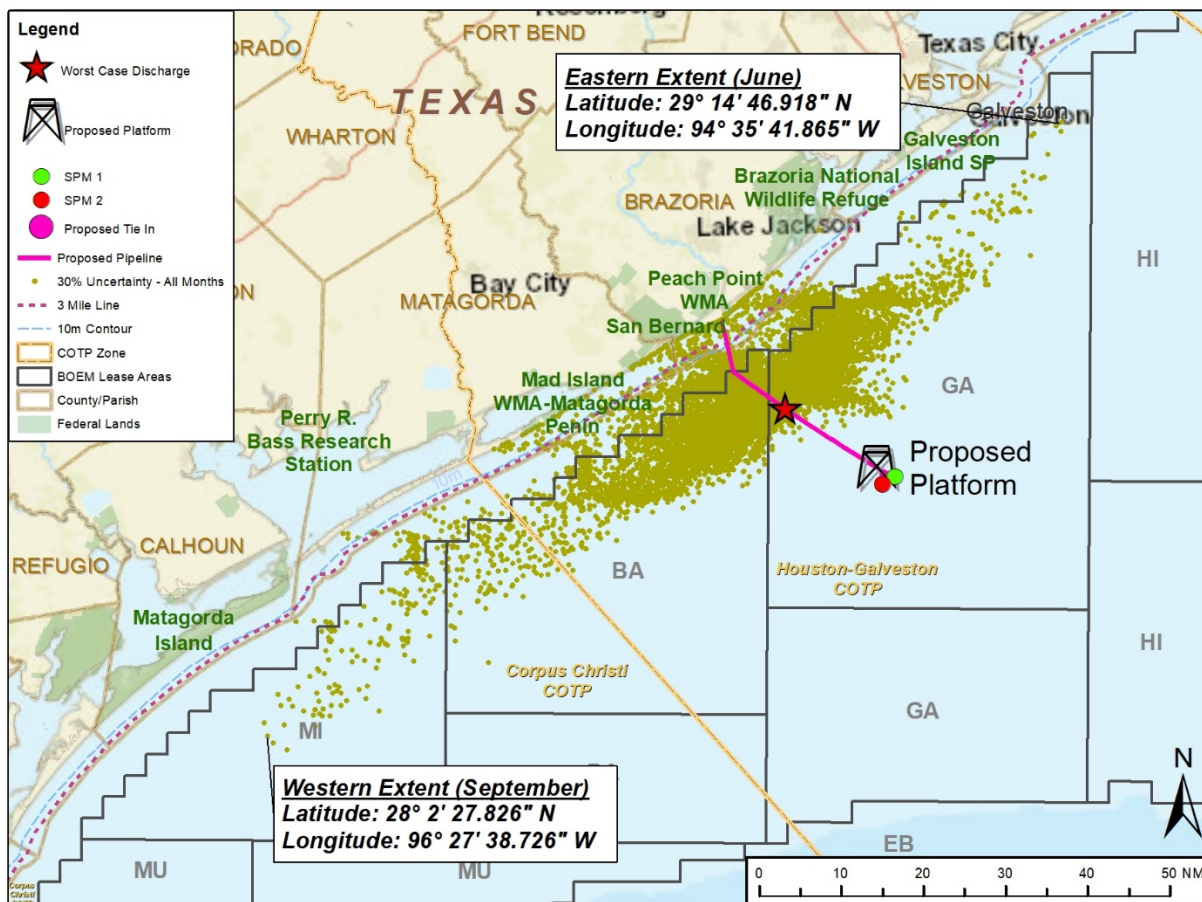 Legend
Worst Case Discharge
Proposed Platform
SPM 1
SPM 2
Proposed Tie In
Proposed Pipeline
30% Uncertainty - All Months
3 Mile Line
10m Contour
COTP Zone
BOEM Lease Areas
County/Parish
Federal Lands
FORT BEND
Texas City
TEXAS
WHARTON
Eastern Extent (June)
Latitude: 29° 14' 46.918" N
Longitude: 94° 35' 41.865" W
Galveston
Galveston
Galveston
Island SP
Brazoria National
Wildlife Refuge
BRAZORIA
Lake Jackson
HI
Bay City
MATAGORDA
Peach Point
WMA
San Bernard
Mad Island
WMA-Matagorda
Penin
GA
Perry R.
Bass Research
Station
Proposed
Platform
10m
CALHOUN
REFUGIO
BA
Houston-Galveston
COTP
Matagorda
Island
HI
Corpus Christi
COTP
GA
MI
Western Extent (September)
Latitude: 28° 2' 27.826" N
Longitude: 96° 27' 38.726" W
N
EB
MU
MU
0 10 20 30 40 50 NM